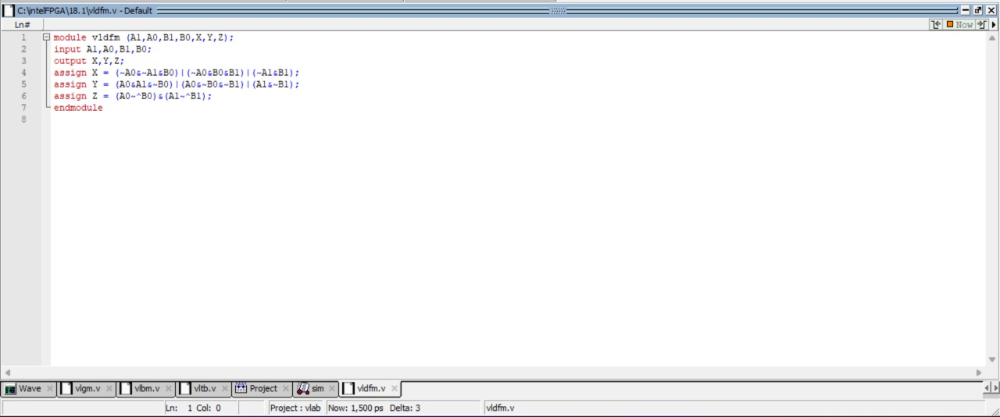 C:\intelFPGA\18.1\vldfm.v - Default
Ln#
Now
1 module vldfm (A1,A0,B1,B0,X,Y,Z);
2 input A1,A0,B1,B0;
3 output X,Y,Z;
4 assign X = (~A0&~A1&B0)|(~A0&B0&B1)|(~A1&B1);
5 assign Y = (A0&A1&~B0)|(A0&~B0&~B1)|(A1&~B1);
6 assign Z = (A0~^B0)&(A1~^B1);
7 endmodule
8
Wave vlgm.v vlbm.v vltb.v Project sim vldfm.v
Ln: 1 Col: 0 Project : vlab Now: 1,500 ps Delta: 3 vldfm.v